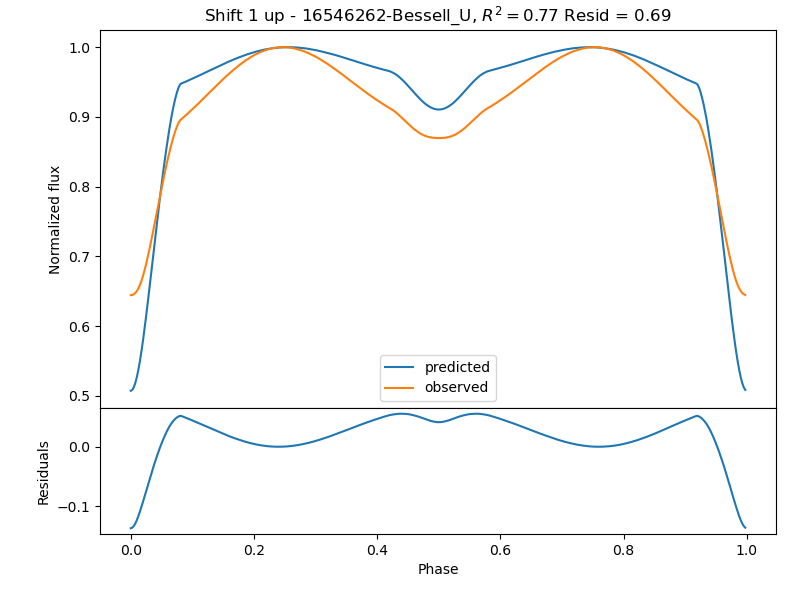 Shift 1 up - 16546262-Bessell_U, R² = 0.77 Resid = 0.69
Normalized flux
1.0
0.9
0.8
0.7
0.6
0.5
predicted
observed
Residuals
0.0
−0.1
0.0 0.2 0.4 0.6 0.8 1.0
Phase